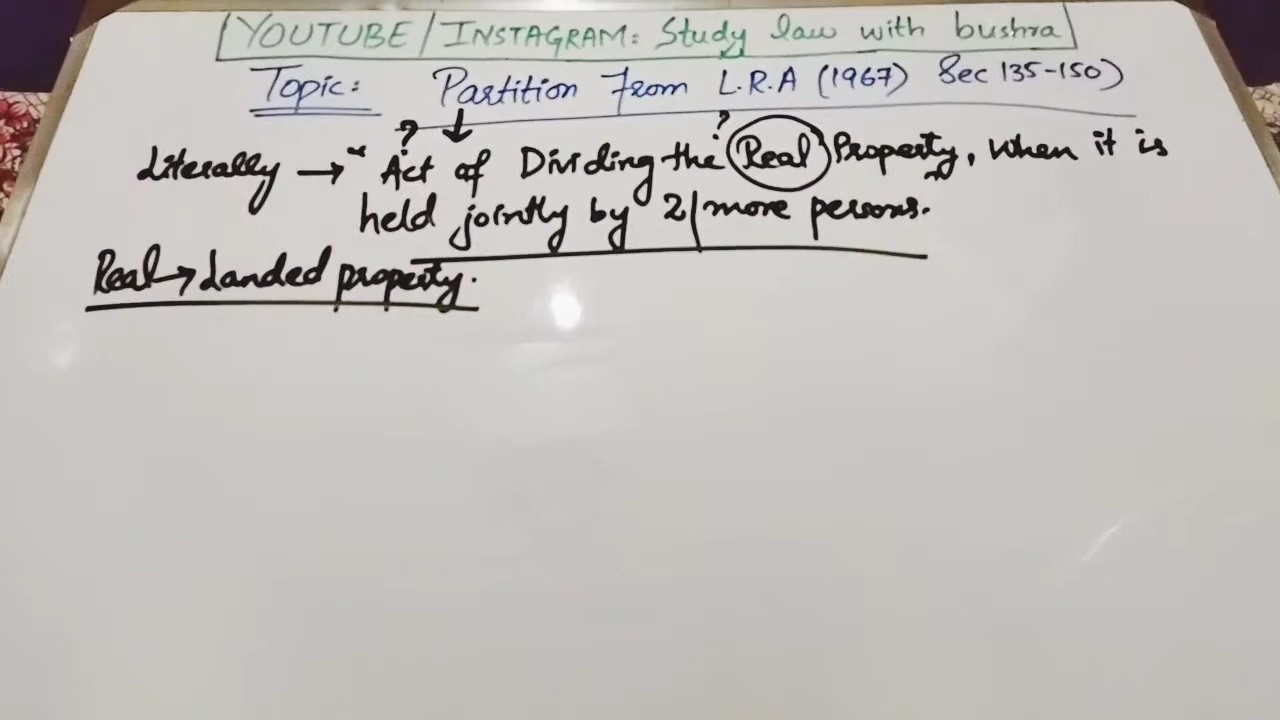 YOUTUBE/INSTAGRAM: Study law with bushra
Topic: Partition From L.R.A (1967) Sec 135-150)
? ?
Literally → " Act of Dividing the Real Property, when it is
held jointly by 2/more persons.
Real → Landed property.